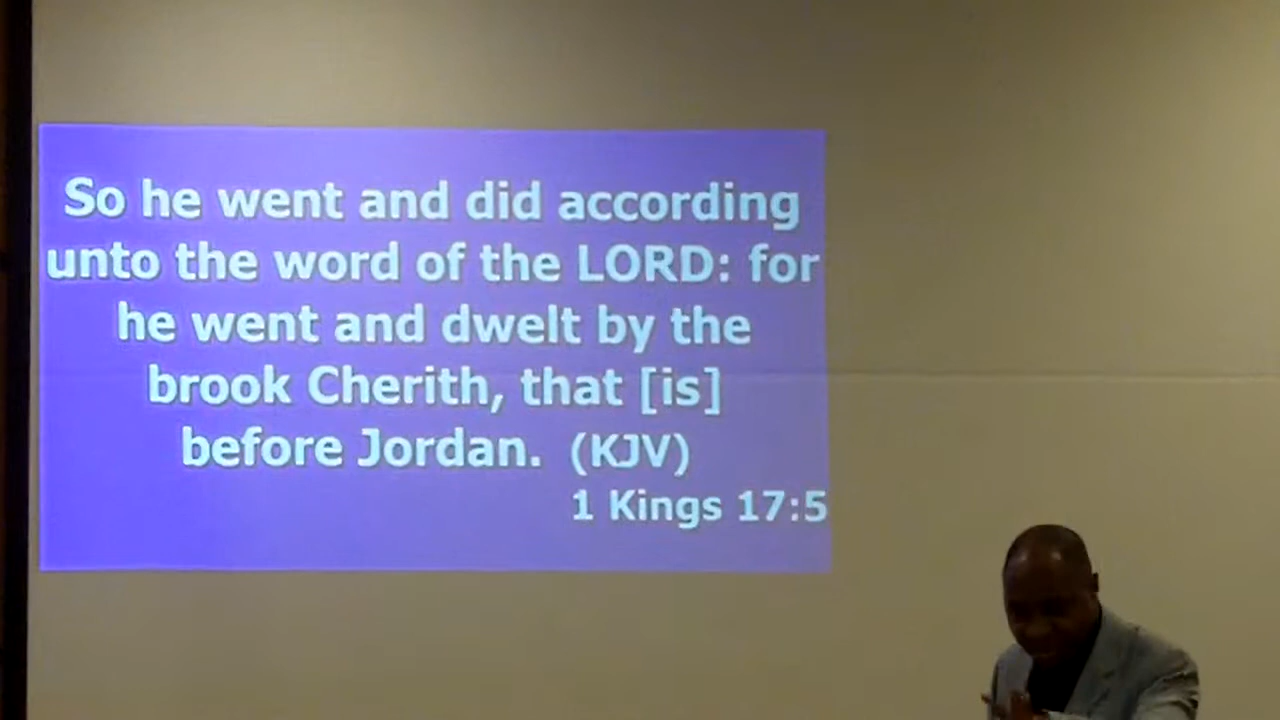 So he went and did according
unto the word of the LORD: for
he went and dwelt by the
brook Cherith, that [is]
before Jordan. (KJV)
1 Kings 17:5